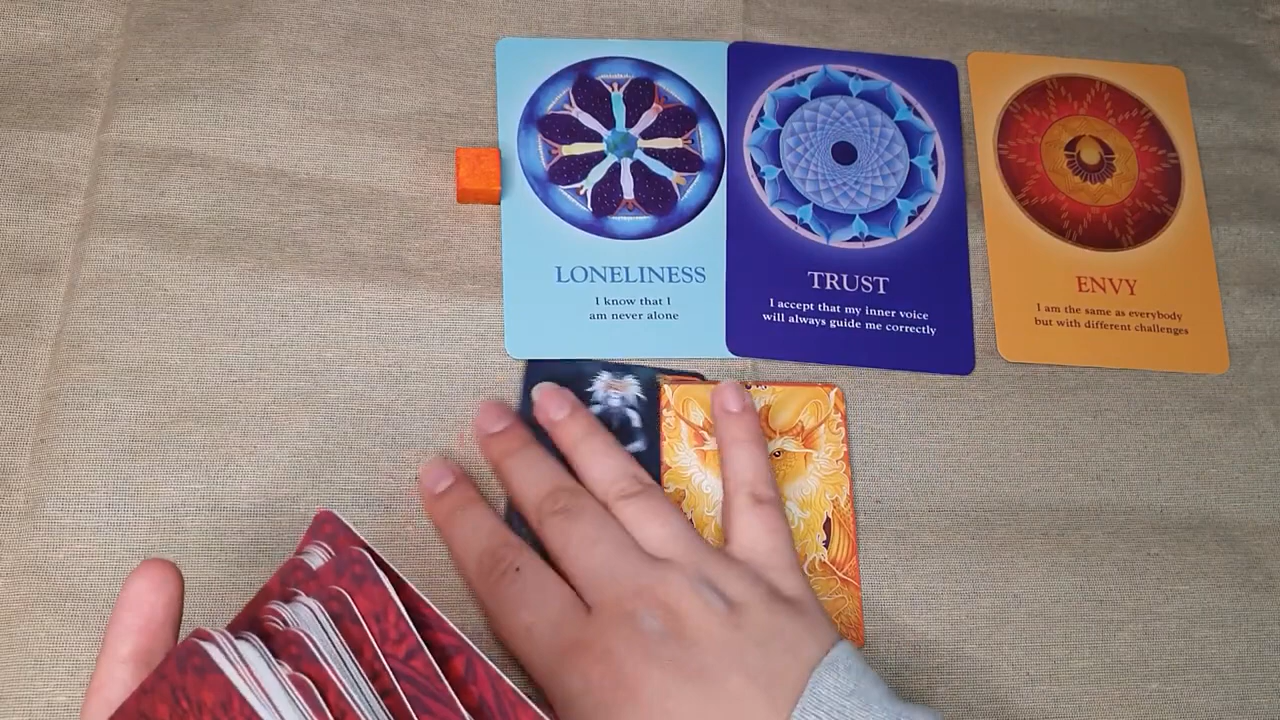 LONELINESS
I know that I
am never alone
TRUST
I accept that my inner voice
will always guide me correctly
ENVY
I am the same as everybody
but with different challenges